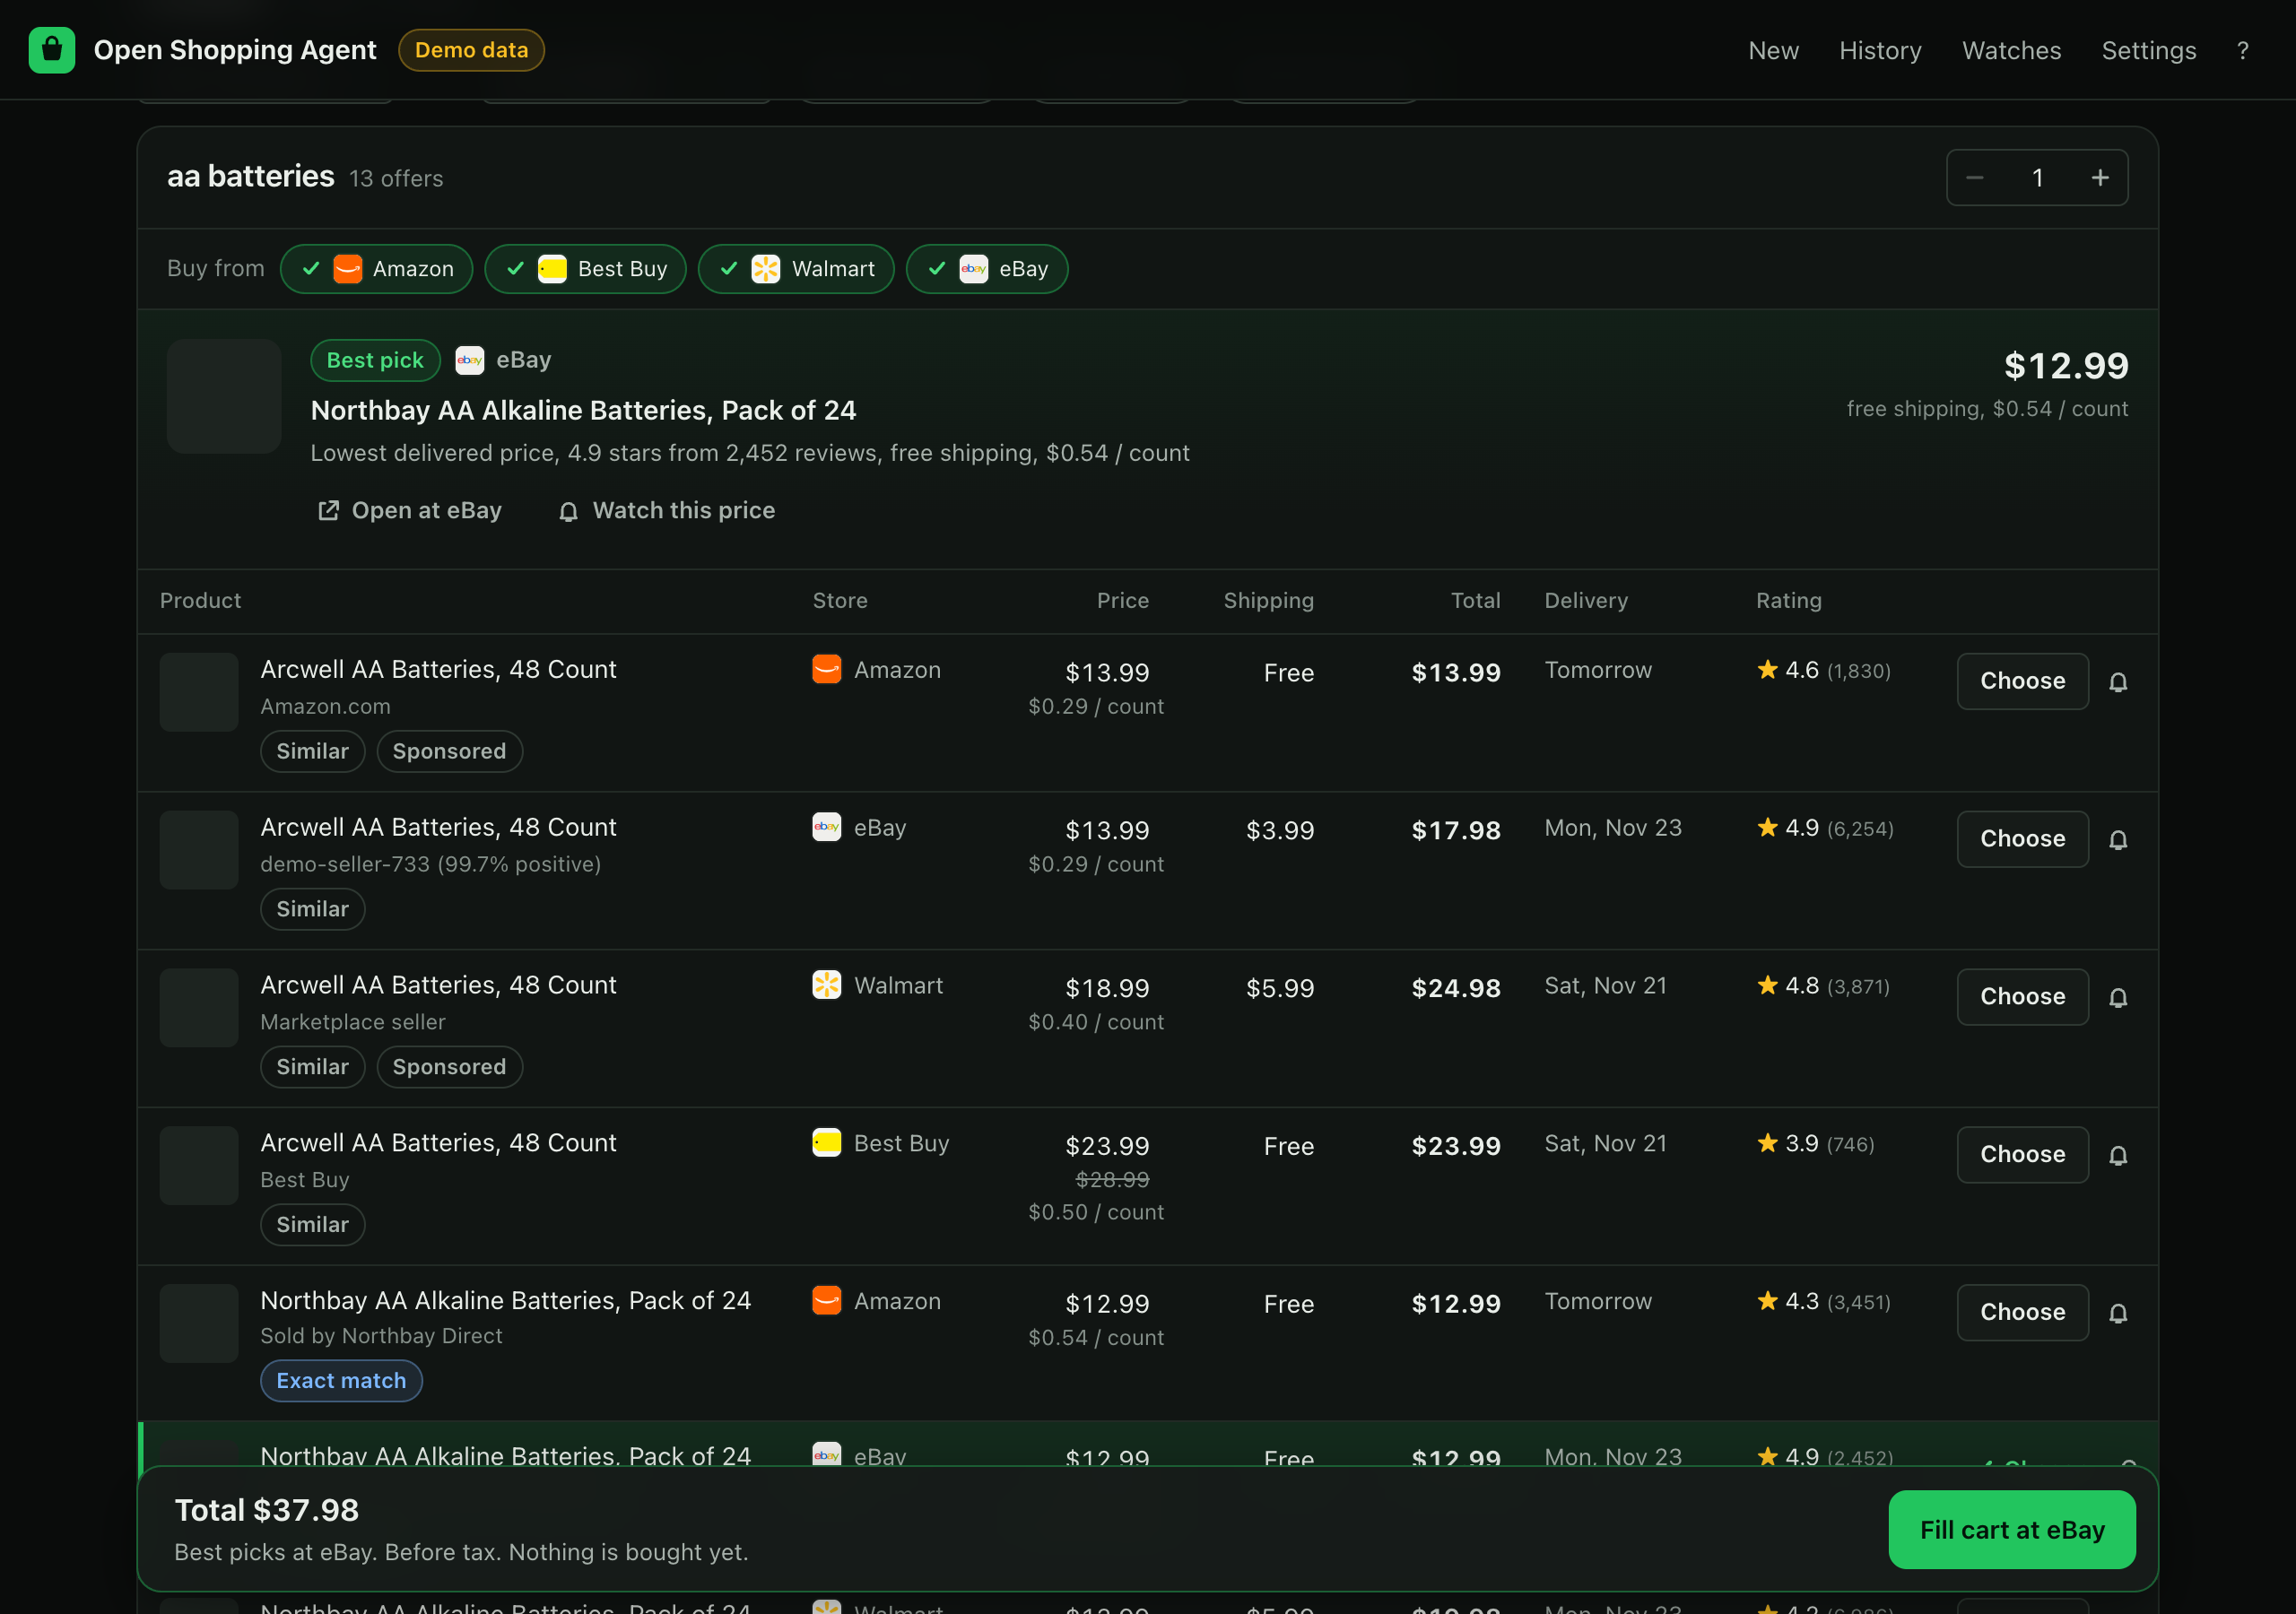 Open Shopping Agent Demo data New History Watches Settings ?
aa batteries 13 offers − 1 +
Buy from Amazon Best Buy Walmart eBay
Best pick eBay
$12.99
Northbay AA Alkaline Batteries, Pack of 24
free shipping, $0.54 / count
Lowest delivered price, 4.9 stars from 2,452 reviews, free shipping, $0.54 / count
Open at eBay Watch this price
Product Store Price Shipping Total Delivery Rating
Arcwell AA Batteries, 48 Count Amazon $13.99 Free $13.99 Tomorrow 4.6 (1,830) Choose
Amazon.com $0.29 / count
Similar Sponsored
Arcwell AA Batteries, 48 Count eBay $13.99 $3.99 $17.98 Mon, Nov 23 4.9 (6,254) Choose
demo-seller-733 (99.7% positive) $0.29 / count
Similar
Arcwell AA Batteries, 48 Count Walmart $18.99 $5.99 $24.98 Sat, Nov 21 4.8 (3,871) Choose
Marketplace seller $0.40 / count
Similar Sponsored
Arcwell AA Batteries, 48 Count Best Buy $23.99 Free $23.99 Sat, Nov 21 3.9 (746) Choose
Best Buy $28.99
$0.50 / count
Similar
Northbay AA Alkaline Batteries, Pack of 24 Amazon $12.99 Free $12.99 Tomorrow 4.3 (3,451) Choose
Sold by Northbay Direct $0.54 / count
Exact match
Northbay AA Alkaline Batteries, Pack of 24 eBay $12.99 Free $12.99 Mon, Nov 23 4.9 (2,452)
Total $37.98
Best picks at eBay. Before tax. Nothing is bought yet.
Fill cart at eBay
Northbay AA Alkaline Batteries, Pack of 24 Walmart